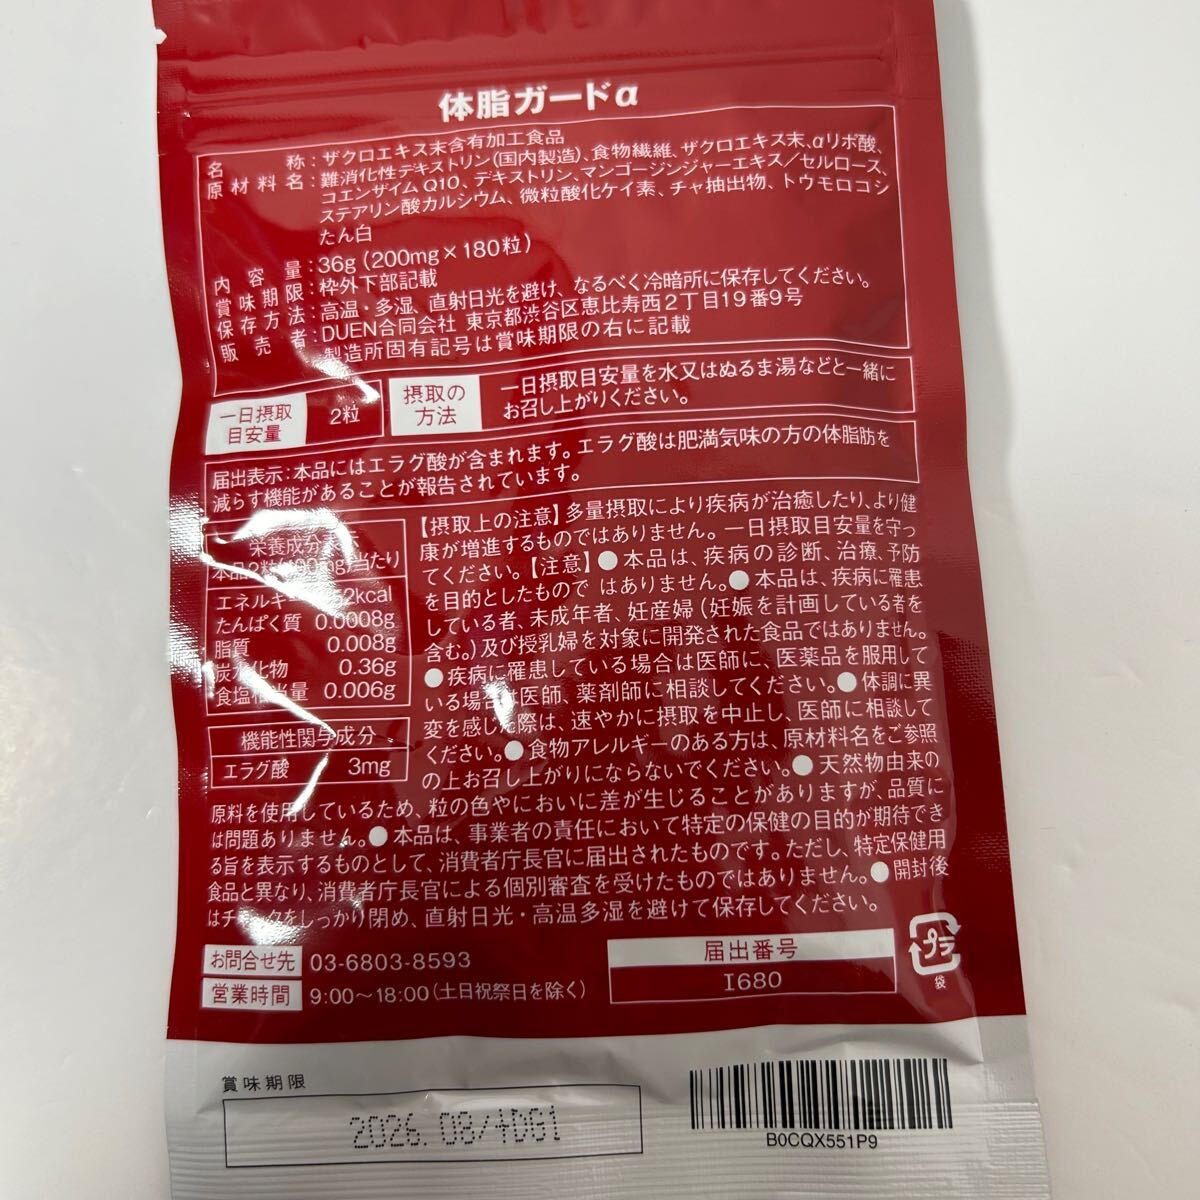 体脂ガードα
名称：ザクロエキス末含有加工食品
原材料名：難消化性デキストリン（国内製造）、食物繊維、ザクロエキス末、αリポ酸、
コエンザイムQ10、デキストリン、マンゴージンジャーエキス／セルロース、
ステアリン酸カルシウム、微粒酸化ケイ素、チャ抽出物、トウモロコシ
たん白
内容量：36g（200mg×180粒）
賞味期限：枠外下部記載
保存方法：高温・多湿、直射日光を避け、なるべく冷暗所に保存してください。
販売者：DUEN合同会社 東京都渋谷区恵比寿西2丁目19番9号
製造所固有記号は賞味期限の右に記載
一日摂取目安量
2粒
摂取の方法
一日摂取目安量を水又はぬるま湯などと一緒に
お召し上がりください。
届出表示：本品にはエラグ酸が含まれます。エラグ酸は肥満気味の方の体脂肪を
減らす機能があることが報告されています。
栄養成分
本品2粒 当たり
エネルギー 2kcal
たんぱく質 0.0008g
脂質 0.008g
炭水化物 0.36g
食塩相当量 0.006g
機能性関与成分
エラグ酸 3mg
【摂取上の注意】多量摂取により疾病が治癒したり、より健
康が増進するものではありません。一日摂取目安量を守っ
てください。【注意】●本品は、疾病の診断、治療、予防
を目的としたものではありません。●本品は、疾病に罹患
している者、未成年者、妊産婦（妊娠を計画している者を
含む。）及び授乳婦を対象に開発された食品ではありません。
●疾病に罹患している場合は医師に、医薬品を服用して
いる場合は医師、薬剤師に相談してください。●体調に異
変を感じた際は、速やかに摂取を中止し、医師に相談して
ください。●食物アレルギーのある方は、原材料名をご参照
の上お召し上がりにならないでください。●天然物由来の
原料を使用しているため、粒の色やにおいに差が生じることがありますが、品質に
は問題ありません。●本品は、事業者の責任において特定の保健の目的が期待でき
る旨を表示するものとして、消費者庁長官に届出されたものです。ただし、特定保健用
食品と異なり、消費者庁長官による個別審査を受けたものではありません。●開封後
はチャックをしっかり閉め、直射日光・高温多湿を避けて保存してください。
お問合せ先 03-6803-8593
営業時間 9:00〜18:00（土日祝祭日を除く）
届出番号
I680
プラ
袋
賞味期限
2026.08/+DG1
B0CQX551P9